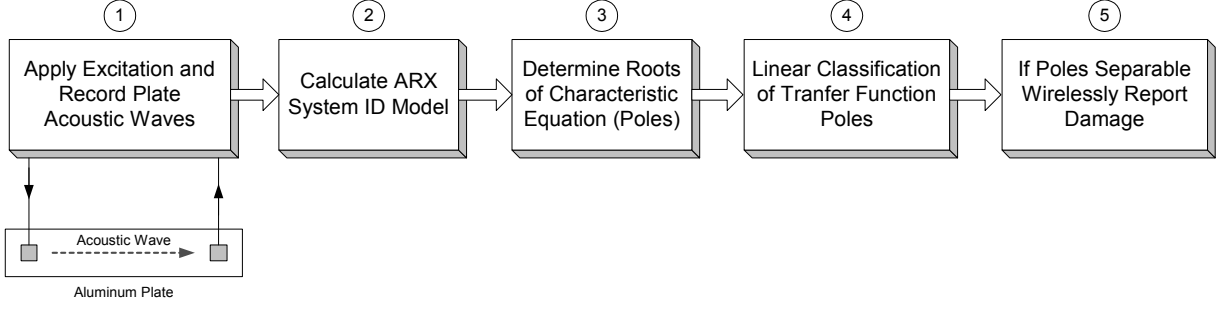 1
Apply Excitation and
Record Plate
Acoustic Waves
2
Calculate ARX
System ID Model
3
Determine Roots
of Characteristic
Equation (Poles)
4
Linear Classification
of Tranfer Function
Poles
5
If Poles Separable
Wirelessly Report
Damage
Acoustic Wave
Aluminum Plate